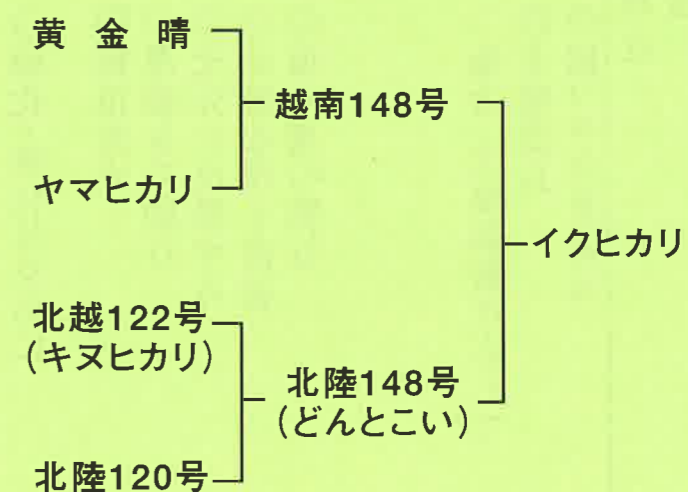 黄金晴
越南148号
ヤマヒカリ
イクヒカリ
北越122号
(キヌヒカリ)
北陸148号
(どんとこい)
北陸120号